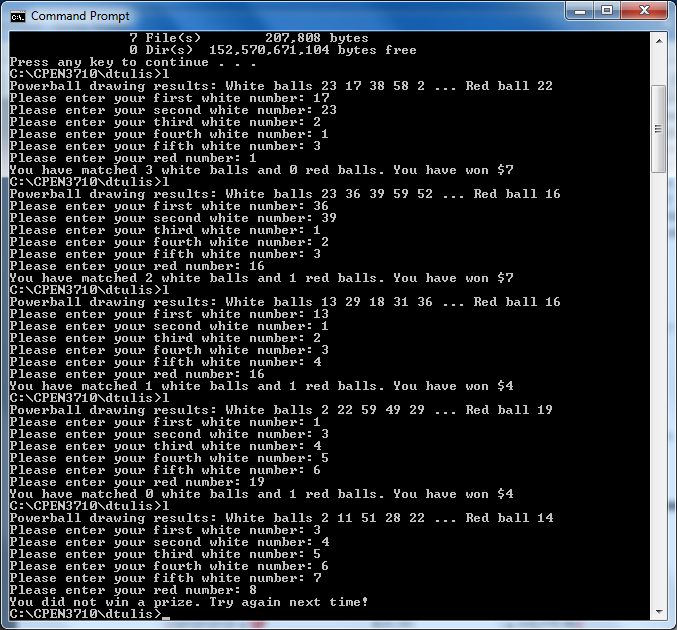 Command Prompt
7 File(s) 207,808 bytes
0 Dir(s) 152,570,671,104 bytes free
Press any key to continue . . .
C:\CPEN3710\dtulis>l
Powerball drawing results: White balls 23 17 38 58 2 ... Red ball 22
Please enter your first white number: 17
Please enter your second white number: 23
Please enter your third white number: 2
Please enter your fourth white number: 1
Please enter your fifth white number: 3
Please enter your red number: 1
You have matched 3 white balls and 0 red balls. You have won $7
C:\CPEN3710\dtulis>l
Powerball drawing results: White balls 23 36 39 59 52 ... Red ball 16
Please enter your first white number: 36
Please enter your second white number: 39
Please enter your third white number: 1
Please enter your fourth white number: 2
Please enter your fifth white number: 3
Please enter your red number: 16
You have matched 2 white balls and 1 red balls. You have won $7
C:\CPEN3710\dtulis>l
Powerball drawing results: White balls 13 29 18 31 36 ... Red ball 16
Please enter your first white number: 13
Please enter your second white number: 1
Please enter your third white number: 2
Please enter your fourth white number: 3
Please enter your fifth white number: 4
Please enter your red number: 16
You have matched 1 white balls and 1 red balls. You have won $4
C:\CPEN3710\dtulis>l
Powerball drawing results: White balls 2 22 59 49 29 ... Red ball 19
Please enter your first white number: 1
Please enter your second white number: 3
Please enter your third white number: 4
Please enter your fourth white number: 5
Please enter your fifth white number: 6
Please enter your red number: 19
You have matched 0 white balls and 1 red balls. You have won $4
C:\CPEN3710\dtulis>l
Powerball drawing results: White balls 2 11 51 28 22 ... Red ball 14
Please enter your first white number: 3
Please enter your second white number: 4
Please enter your third white number: 5
Please enter your fourth white number: 6
Please enter your fifth white number: 7
Please enter your red number: 8
You did not win a prize. Try again next time!
C:\CPEN3710\dtulis>_